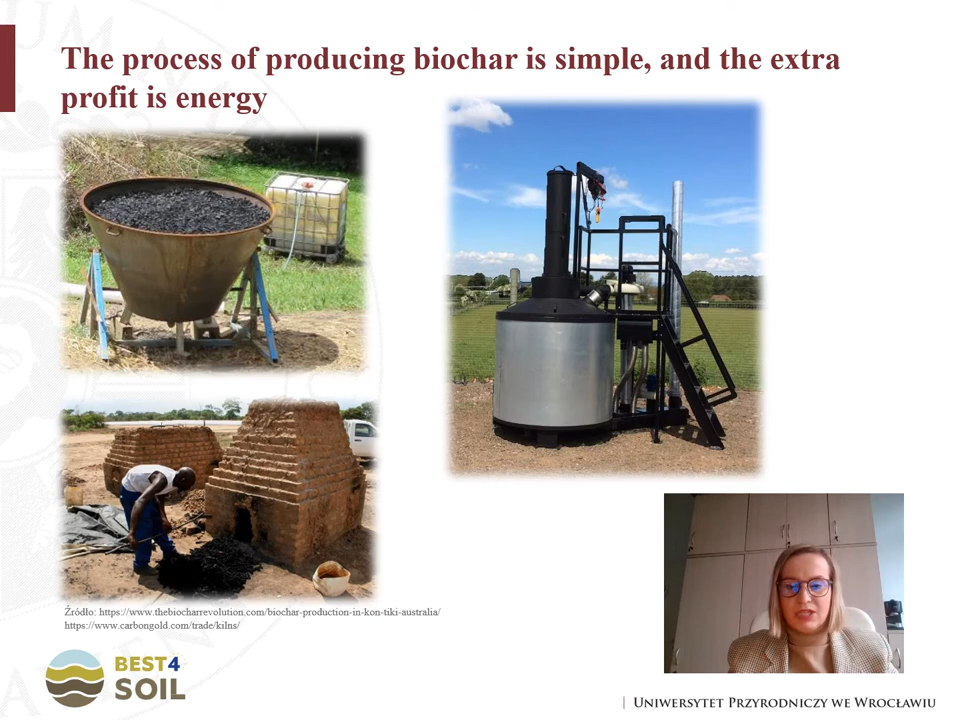 The process of producing biochar is simple, and the extra
profit is energy
Źródło: https://www.thebiocharrevolution.com/biochar-production-in-kon-tiki-australia/
https://www.carbongold.com/trade/kilns/
BEST4
SOIL
Uniwersytet Przyrodniczy we Wrocławiu